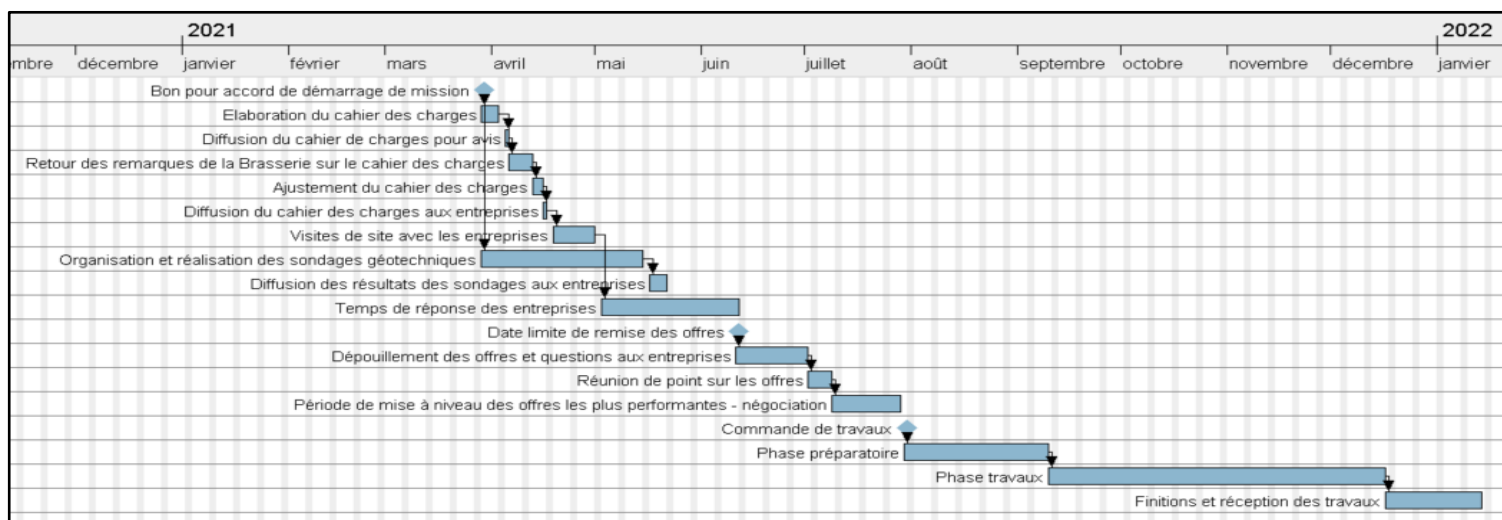 2021 2022
embre décembre janvier février mars avril mai juin juillet août septembre octobre novembre décembre janvier
Bon pour accord de démarrage de mission
Elaboration du cahier des charges
Diffusion du cahier de charges pour avis
Retour des remarques de la Brasserie sur le cahier des charges
Ajustement du cahier des charges
Diffusion du cahier des charges aux entreprises
Visites de site avec les entreprises
Organisation et réalisation des sondages géotechniques
Diffusion des résultats des sondages aux entreprises
Temps de réponse des entreprises
Date limite de remise des offres
Dépouillement des offres et questions aux entreprises
Réunion de point sur les offres
Période de mise à niveau des offres les plus performantes - négociation
Commande de travaux
Phase préparatoire
Phase travaux
Finitions et réception des travaux